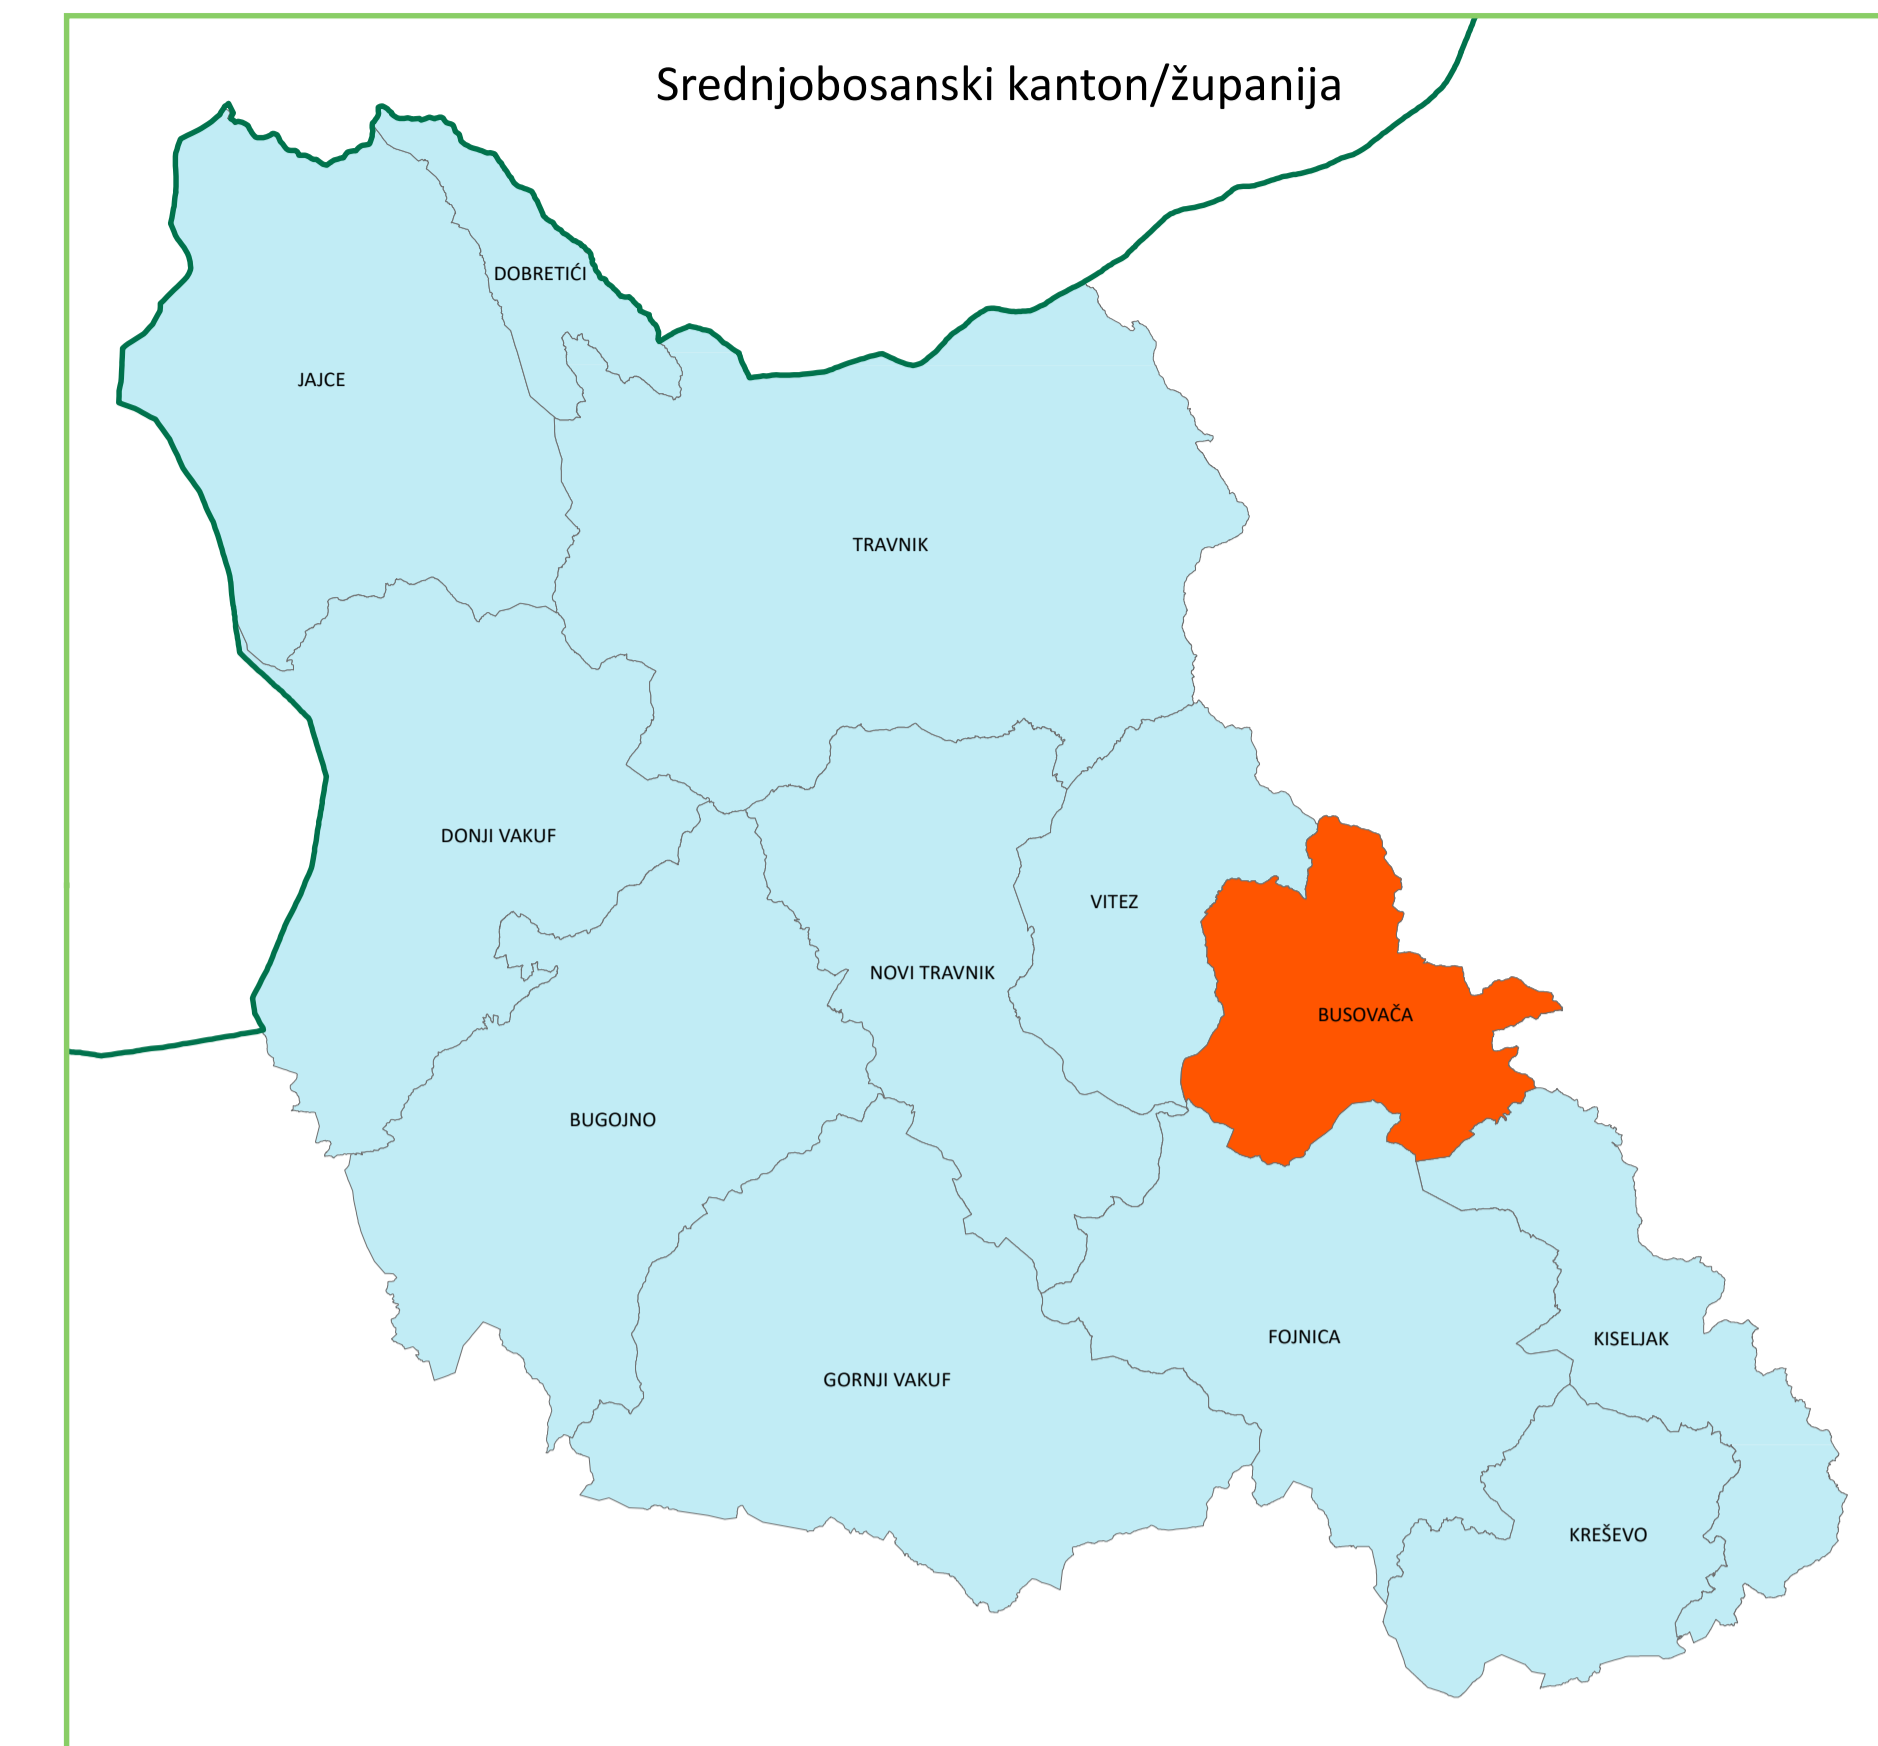 Srednjobosanski kanton/županija
DOBRETIĆI
JAJCE
TRAVNIK
DONJI VAKUF
VITEZ
NOVI TRAVNIK
BUSOVAČA
BUGOJNO
FOJNICA
KISELJAK
GORNJI VAKUF
KREŠEVO